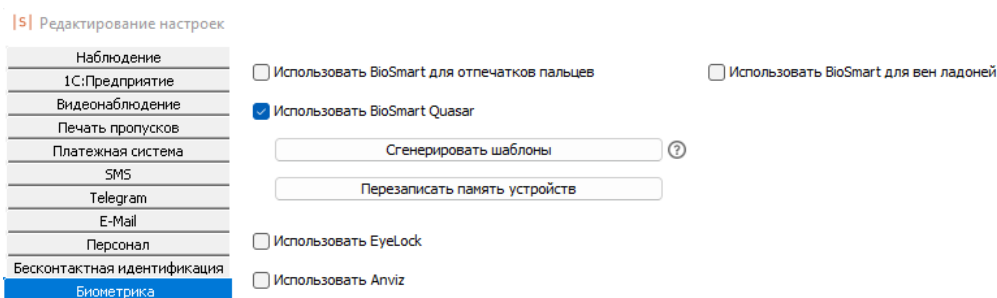 |S| Редактирование настроек
Наблюдение
1С:Предприятие
Видеонаблюдение
Печать пропусков
Платежная система
SMS
Telegram
E-Mail
Персонал
Бесконтактная идентификация
Биометрика
Использовать BioSmart для отпечатков пальцев
Использовать BioSmart для вен ладоней
Использовать BioSmart Quasar
Сгенерировать шаблоны
?
Перезаписать память устройств
Использовать EyeLock
Использовать Anviz